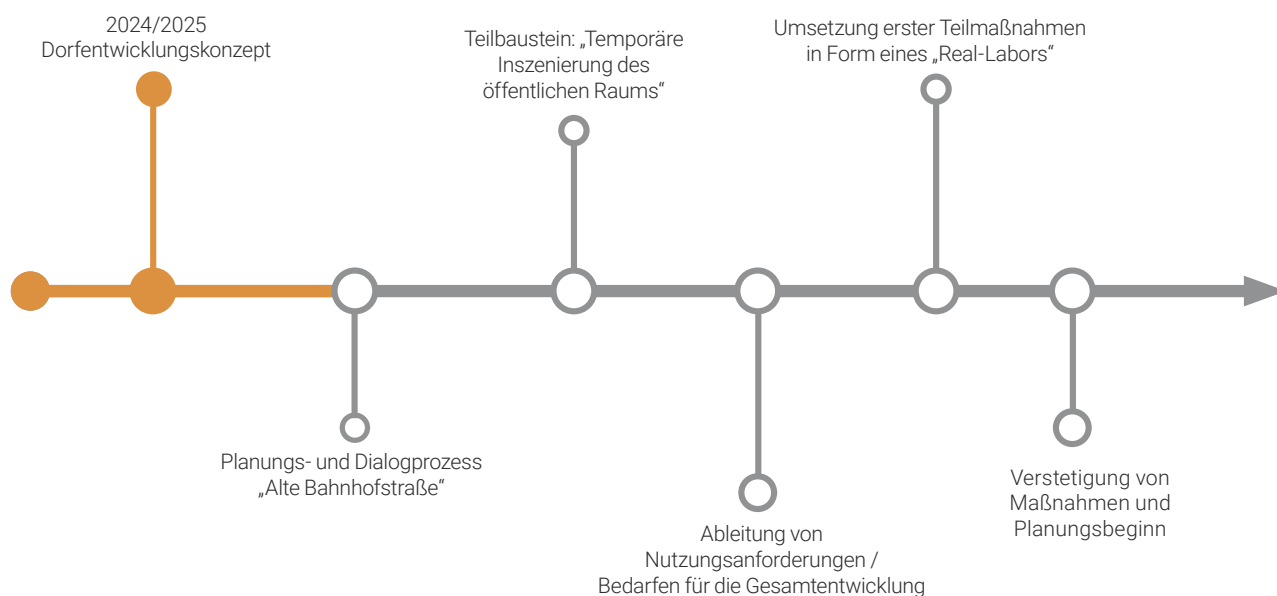 2024/2025
Dorfentwicklungskonzept
Planungs- und Dialogprozess
„Alte Bahnhofstraße“
Teilbaustein: „Temporäre
Inszenierung des
öffentlichen Raums“
Ableitung von
Nutzungsanforderungen /
Bedarfen für die Gesamtentwicklung
Umsetzung erster Teilmaßnahmen
in Form eines „Real-Labors“
Verstetigung von
Maßnahmen und
Planungsbeginn